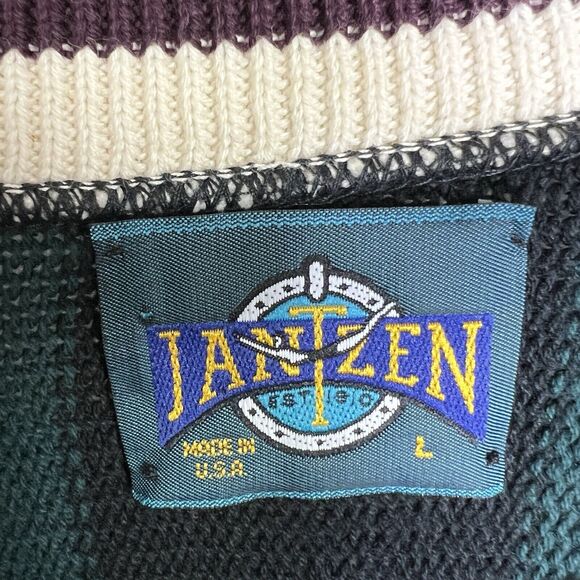 JANTZEN
EST. 1910
MADE IN
U.S.A.
L